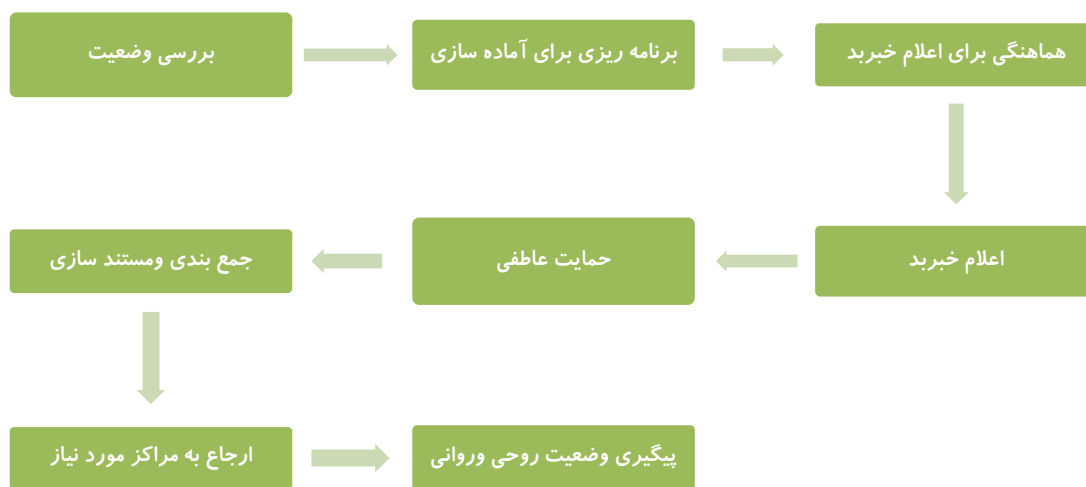 بررسی وضعیت
برنامه ریزی برای آماده سازی
هماهنگی برای اعلام خبربد
اعلام خبربد
حمایت عاطفی
جمع بندی ومستند سازی
ارجاع به مراکز مورد نیاز
پیگیری وضعیت روحی وروانی